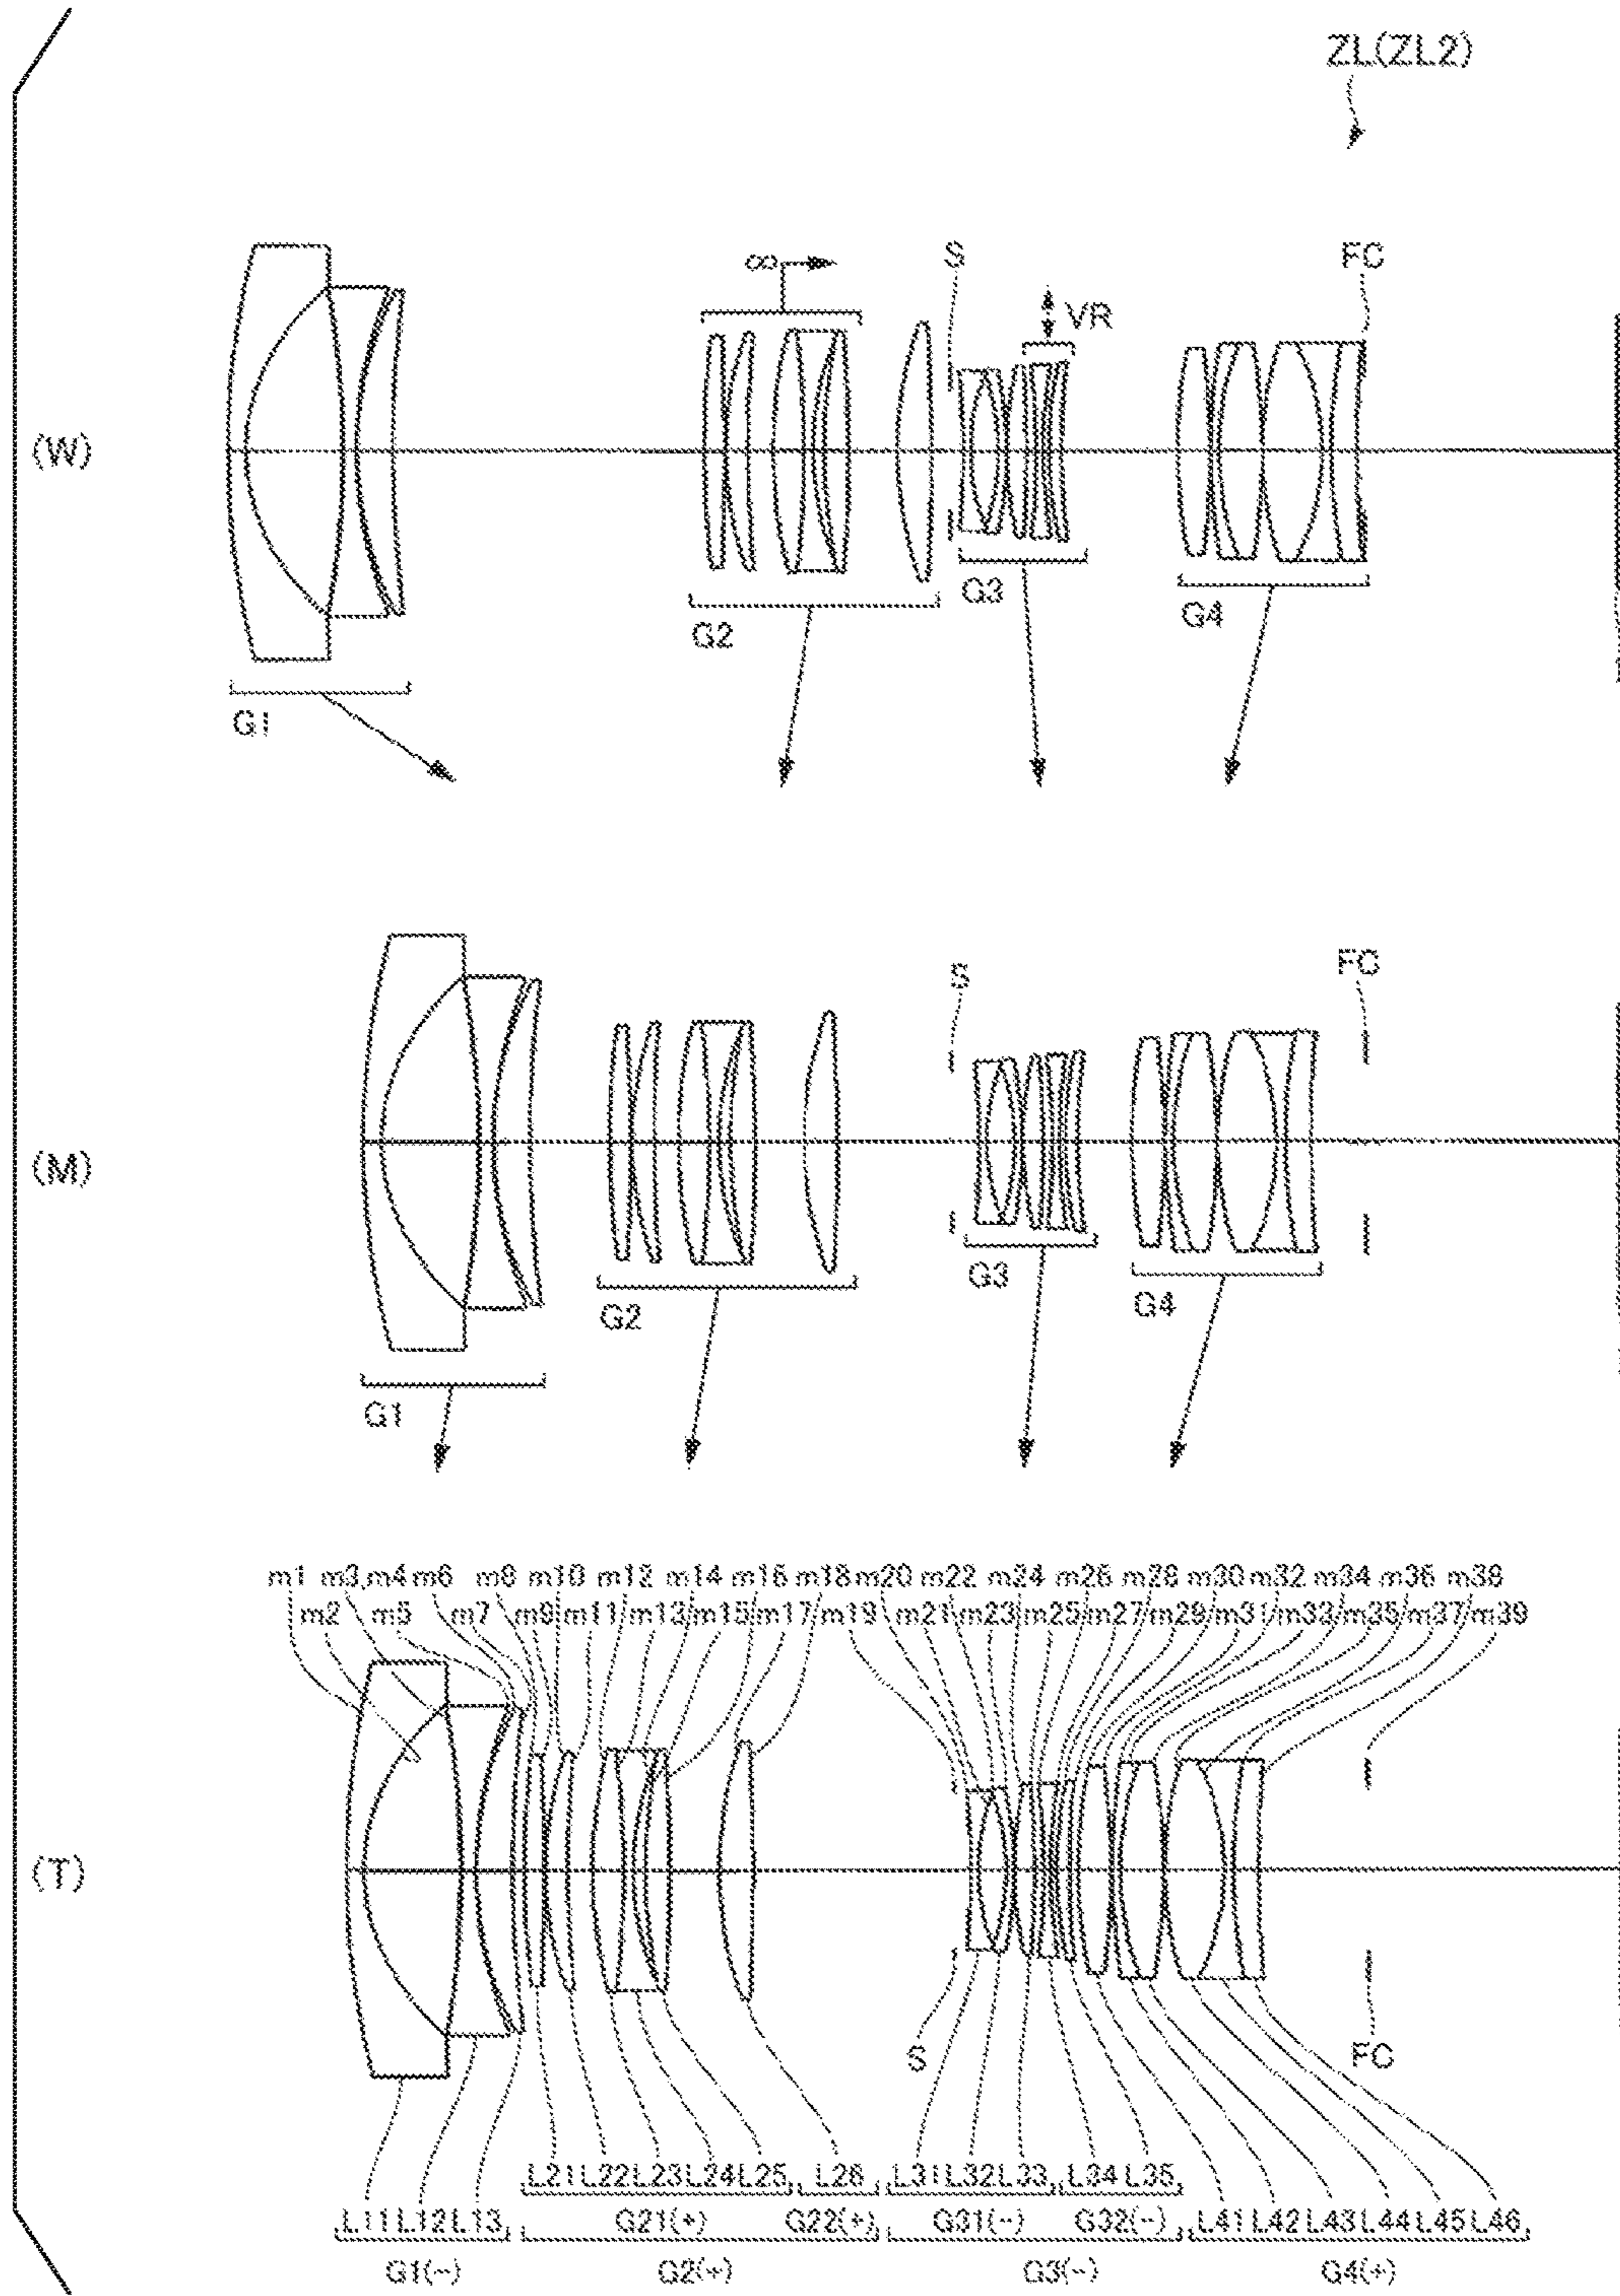 ZL(ZL2)
∞ S FC
VR
(W)
G3
G2 G4
G1
S FC
(M)
G3
G2 G4
G1
m1 m3 m4 m6 m8 m10 m12 m14 m16 m18 m20 m22 m24 m26 m28 m30 m32 m34 m36 m38
m2 m5 m7 m9 m11 m13 m15 m17 m19 m21 m23 m25 m27 m29 m31 m33 m35 m37 m39
(T)
S FC
L21 L22 L23 L24 L25 L26 L31 L32 L33 L34 L35
L11 L12 L13 G21(+) G22(+) G31(-) G32(-) L41 L42 L43 L44 L45 L46
G1(-) G2(+) G3(-) G4(+)